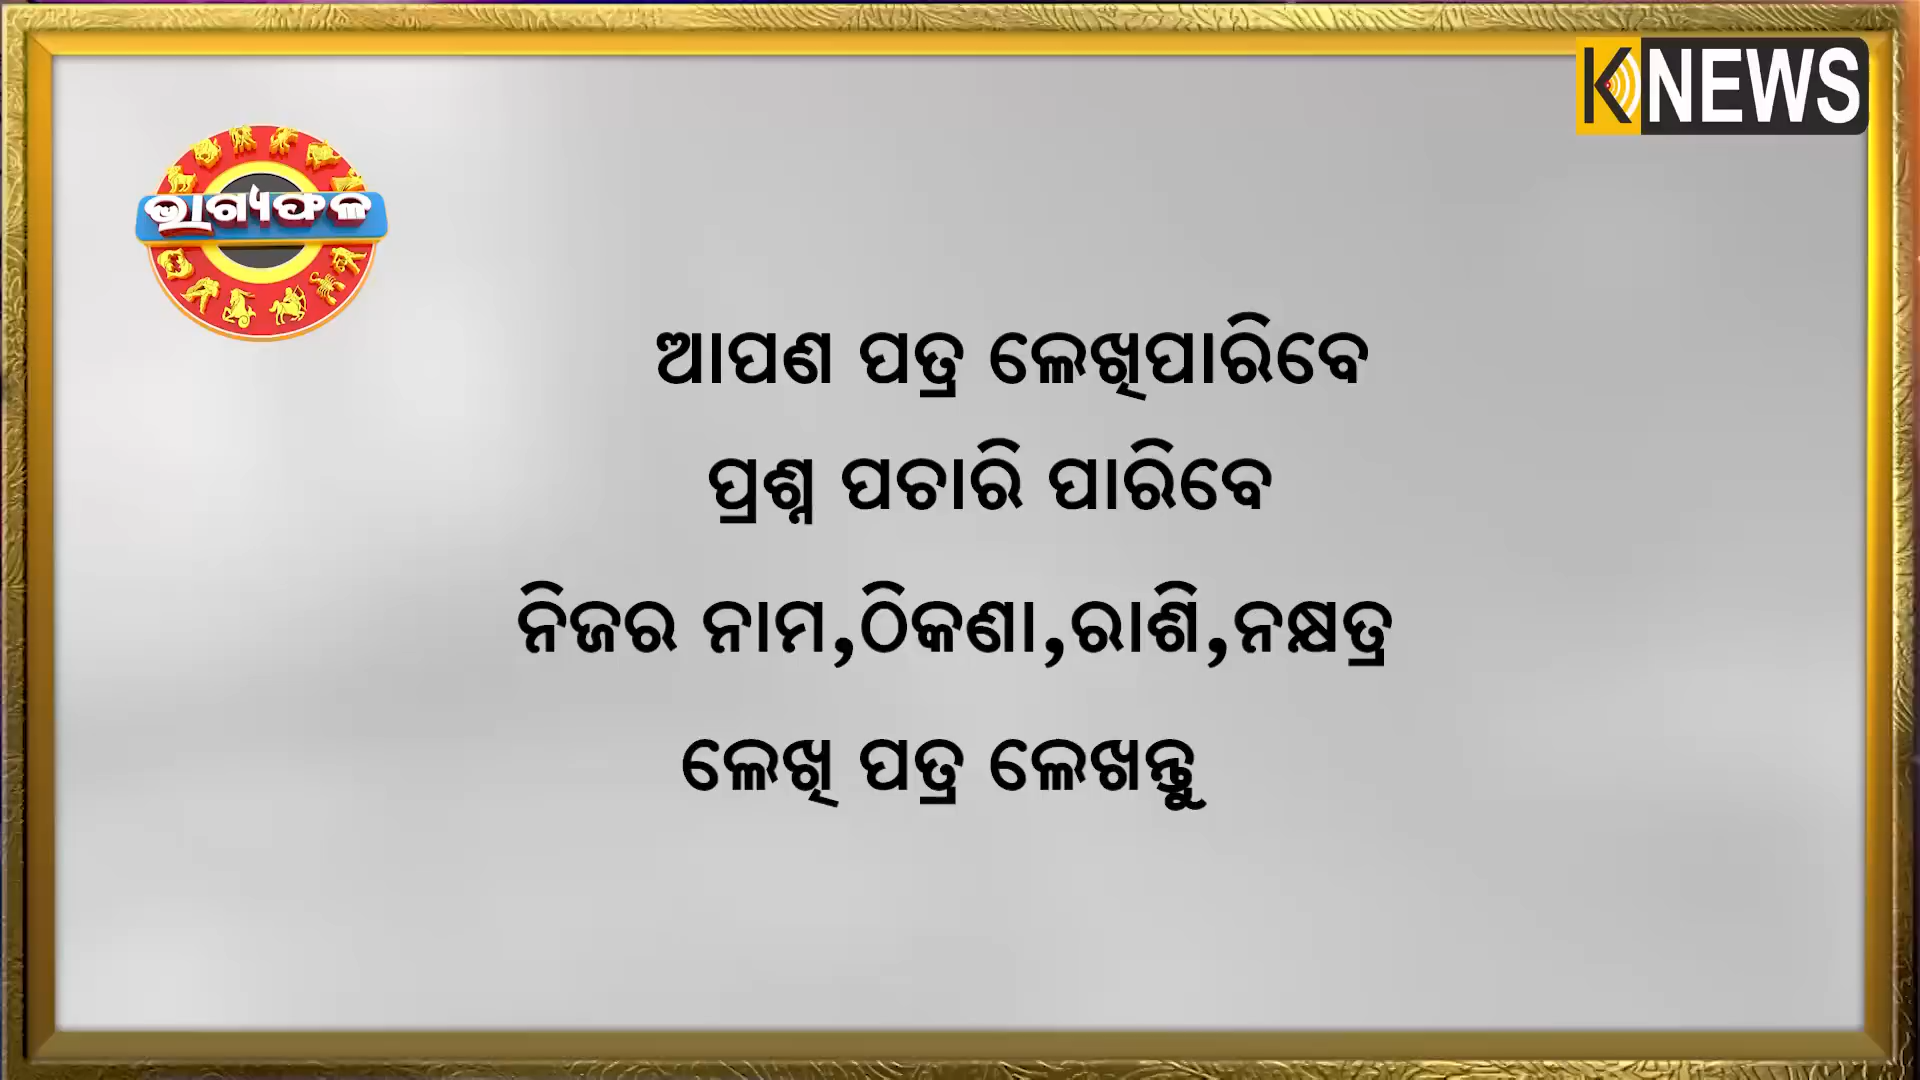 KNEWS
ଭାଗ୍ୟଫଳ
ଆପଣ ପତ୍ର ଲେଖିପାରିବେ
ପ୍ରଶ୍ନ ପଚାରି ପାରିବେ
ନିଜର ନାମ,ଠିକଣା,ରାଶି,ନକ୍ଷତ୍ର
ଲେଖି ପତ୍ର ଲେଖନ୍ତୁ